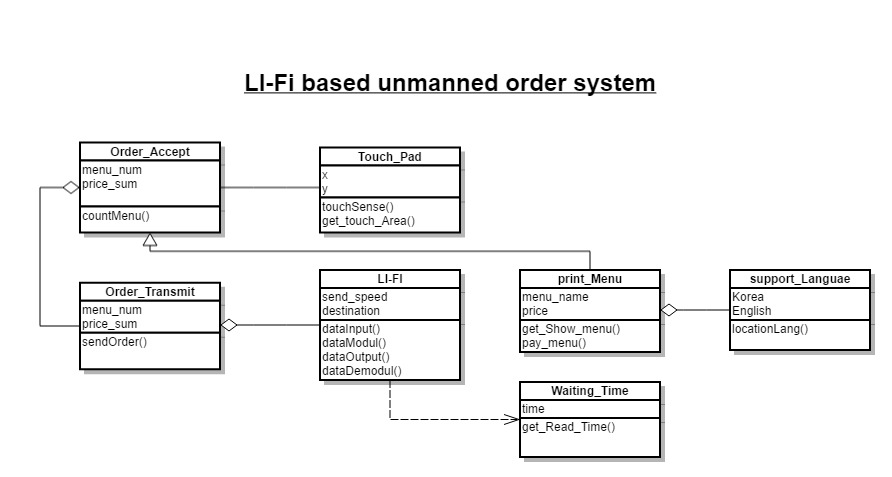 LI-Fi based unmanned order system
Order_Accept
menu_num
price_sum
countMenu()
Touch_Pad
x
y
touchSense()
get_touch_Area()
Order_Transmit
menu_num
price_sum
sendOrder()
LI-FI
send_speed
destination
dataInput()
dataModul()
dataOutput()
dataDemodul()
print_Menu
menu_name
price
get_Show_menu()
pay_menu()
support_Languae
Korea
English
locationLang()
Waiting_Time
time
get_Read_Time()